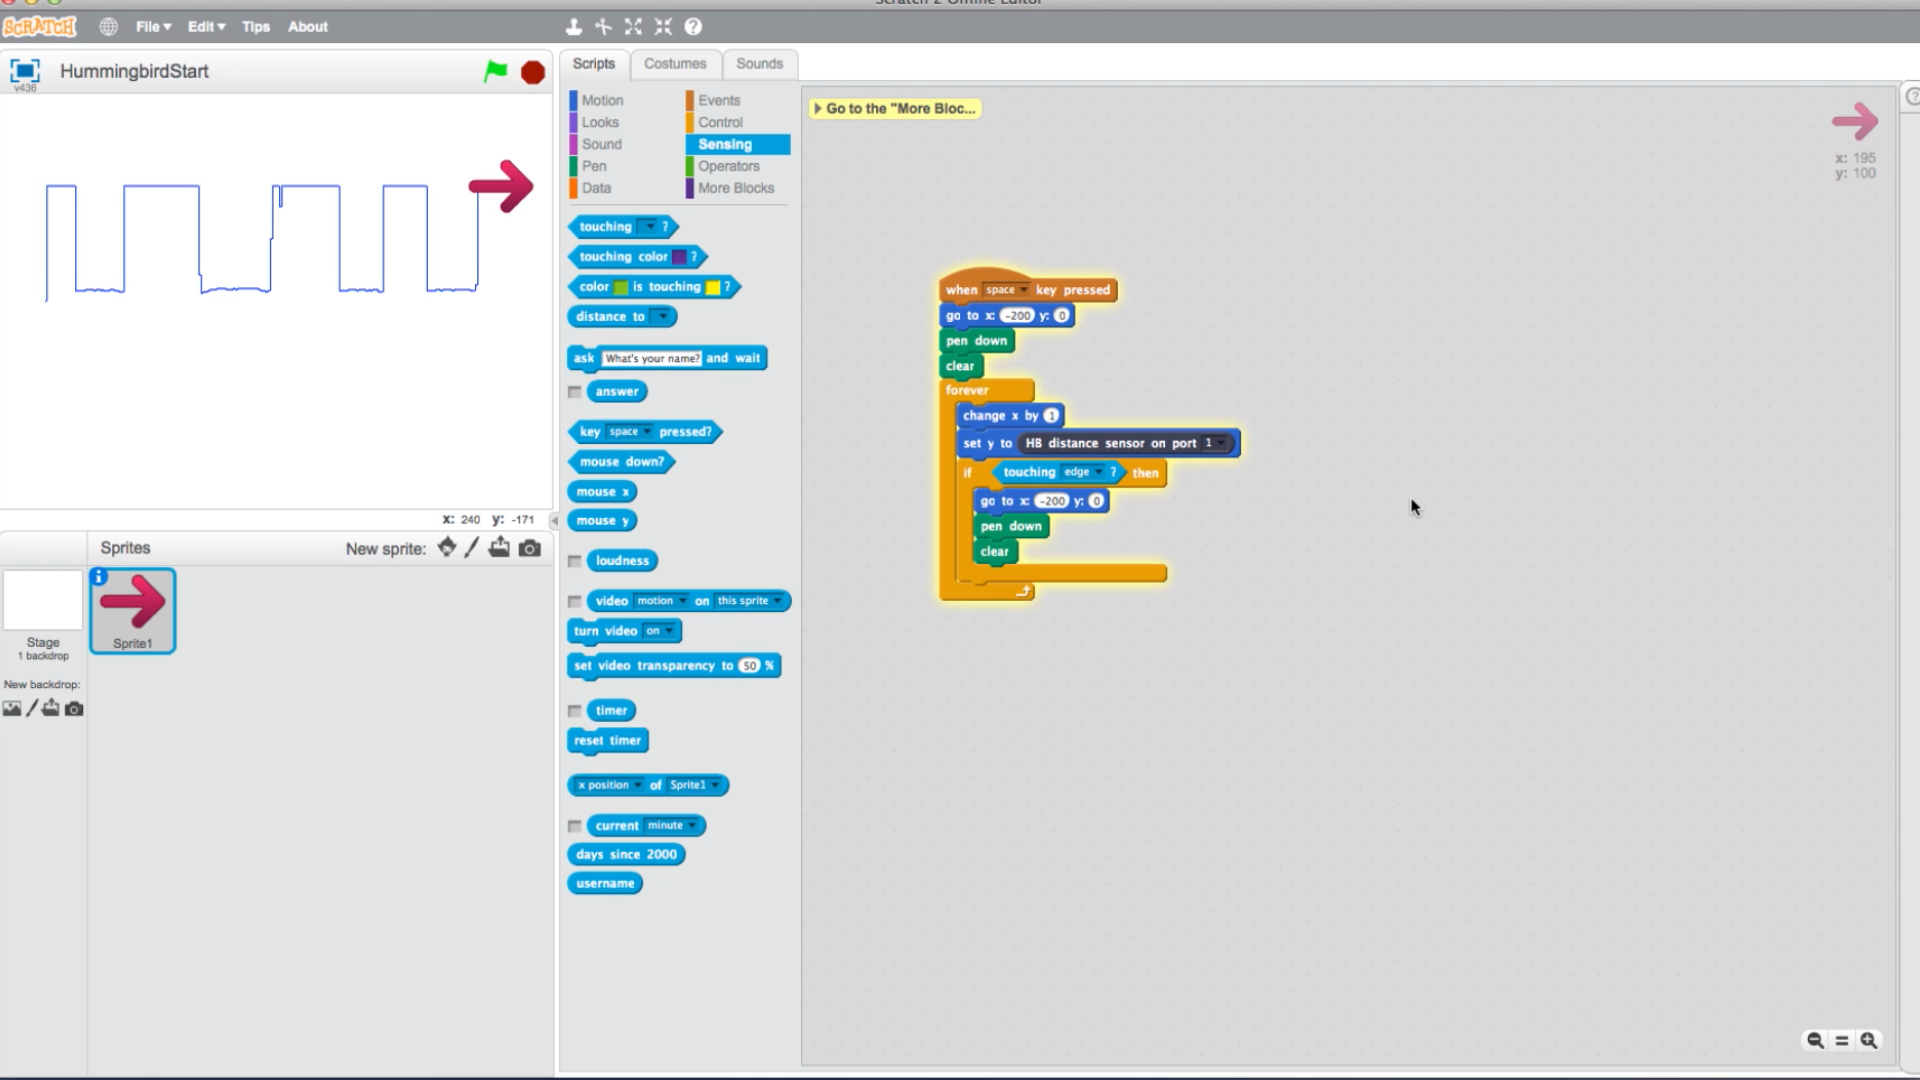 Scratch 2 Offline Editor
SCRATCH File Edit Tips About
v436 HummingbirdStart
x: 240 y: -171
Sprites New sprite:
Sprite1
Stage
1 backdrop
New backdrop:
Scripts Costumes Sounds
Motion Events
Looks Control
Sound Sensing
Pen Operators
Data More Blocks
touching ?
touching color ?
color is touching ?
distance to
ask What's your name? and wait
answer
key space pressed?
mouse down?
mouse x
mouse y
loudness
video motion on this sprite
turn video on
set video transparency to 50 %
timer
reset timer
x position of Sprite1
current minute
days since 2000
username
Go to the "More Bloc...
x: 195
y: 100
when space key pressed
go to x: -200 y: 0
pen down
clear
forever
change x by 1
set y to HB distance sensor on port 1
if touching edge ? then
go to x: -200 y: 0
pen down
clear